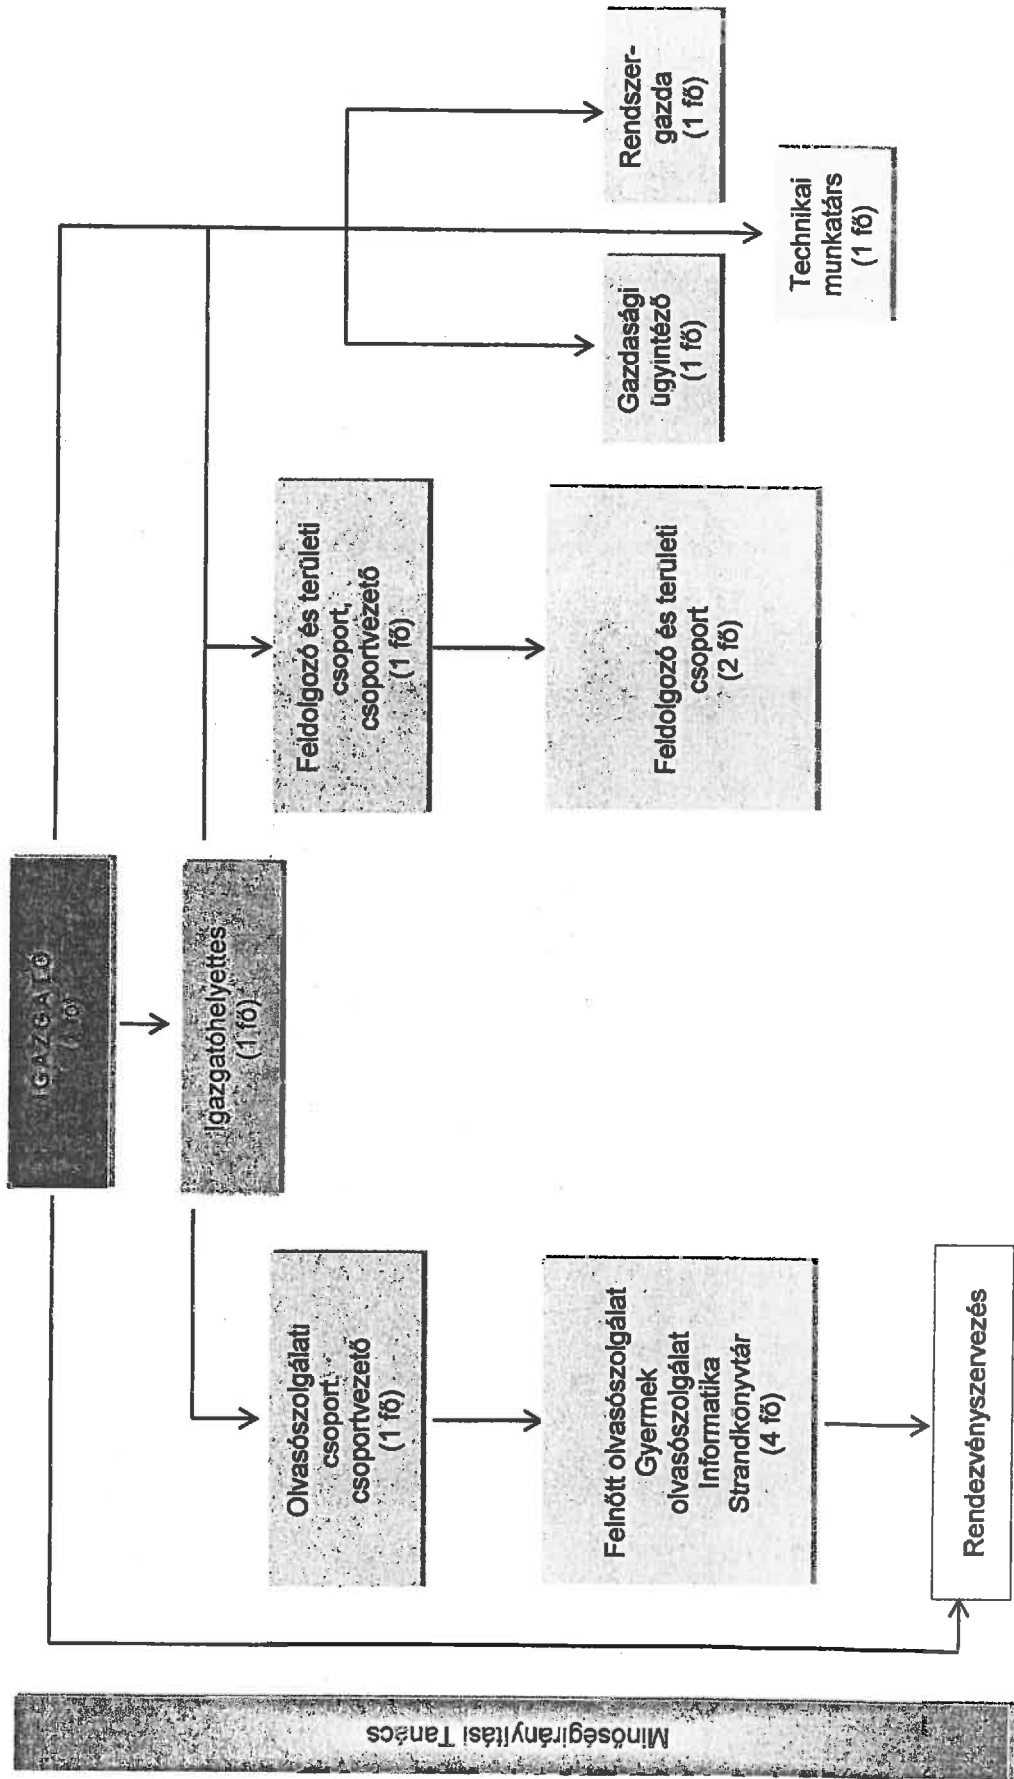 IGAZGATÓ
(1 fő)
Igazgatóhelyettes
(1 fő)
Olvasószolgálati
csoport,
csoportvezető
(1 fő)
Feldolgozó és területi
csoport,
csoportvezető
(1 fő)
Felnőtt olvasószolgálat
Gyermek
olvasószolgálat
Informatika
Strandkönyvtár
(4 fő)
Feldolgozó és területi
csoport
(2 fő)
Gazdasági
ügyintéző
(1 fő)
Rendszer-
gazda
(1 fő)
Technikai
munkatárs
(1 fő)
Rendezvényszervezés
Minőségirányítási Tanács